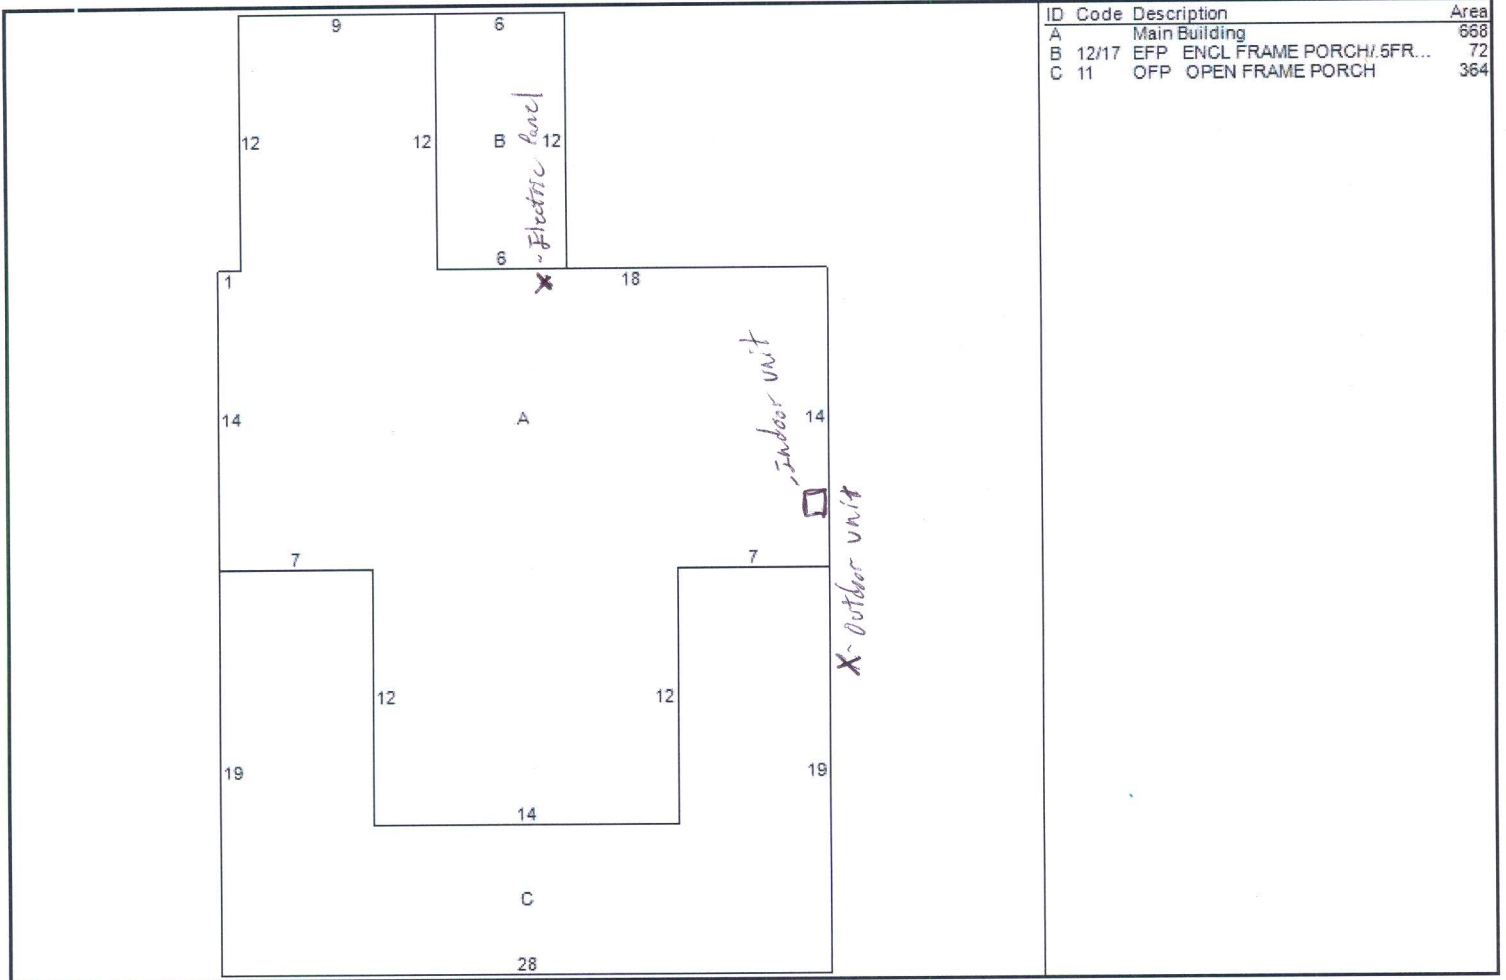 ID Code Description Area
A Main Building 668
B 12/17 EFP ENCL FRAME PORCH/.5FR... 72
C 11 OFP OPEN FRAME PORCH 364
9
6
12
12
B
12
x - Electric Panel
6
1
18
14
A
14
- Indoor unit
X - Outdoor unit
7
7
12
12
19
19
14
C
28